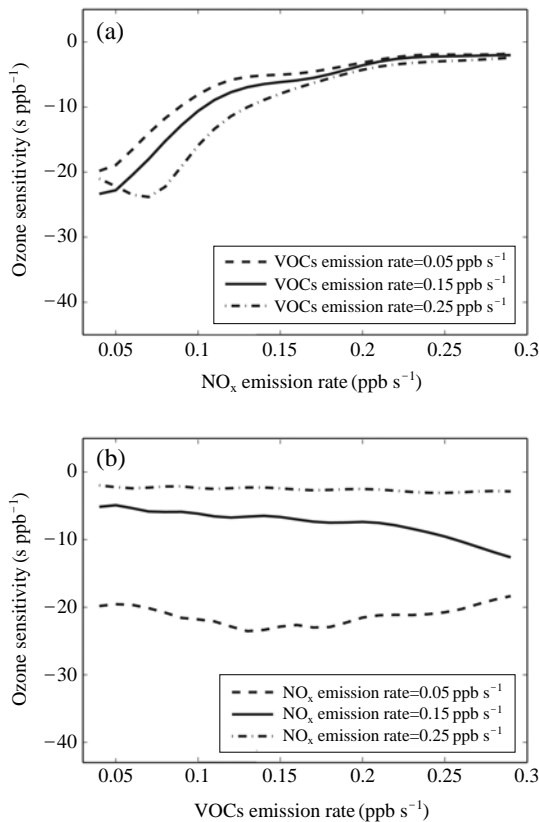 (a)
0
−10
−20
−30
−40
Ozone sensitivity (s ppb⁻¹)
VOCs emission rate=0.05 ppb s⁻¹
VOCs emission rate=0.15 ppb s⁻¹
VOCs emission rate=0.25 ppb s⁻¹
0.05 0.1 0.15 0.2 0.25 0.3
NOₓ emission rate (ppb s⁻¹)
(b)
0
−10
−20
−30
−40
Ozone sensitivity (s ppb⁻¹)
NOₓ emission rate=0.05 ppb s⁻¹
NOₓ emission rate=0.15 ppb s⁻¹
NOₓ emission rate=0.25 ppb s⁻¹
0.05 0.1 0.15 0.2 0.25 0.3
VOCs emission rate (ppb s⁻¹)